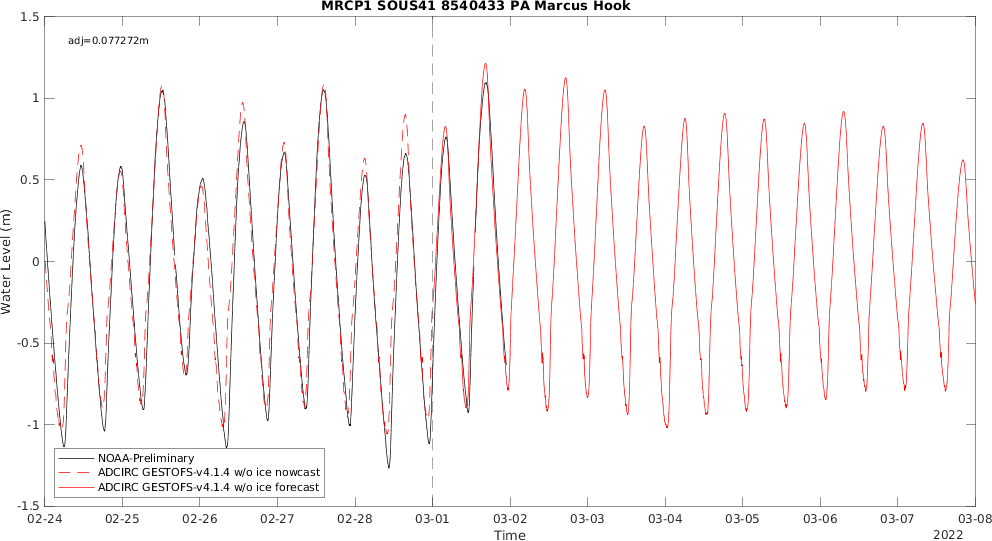 MRCP1 SOUS41 8540433 PA Marcus Hook
adj=0.077272m
1.5
1
0.5
0
-0.5
-1
-1.5
Water Level (m)
NOAA-Preliminary
ADCIRC GESTOFS-v4.1.4 w/o ice nowcast
ADCIRC GESTOFS-v4.1.4 w/o ice forecast
02-24 02-25 02-26 02-27 02-28 03-01 03-02 03-03 03-04 03-05 03-06 03-07 03-08
Time
2022